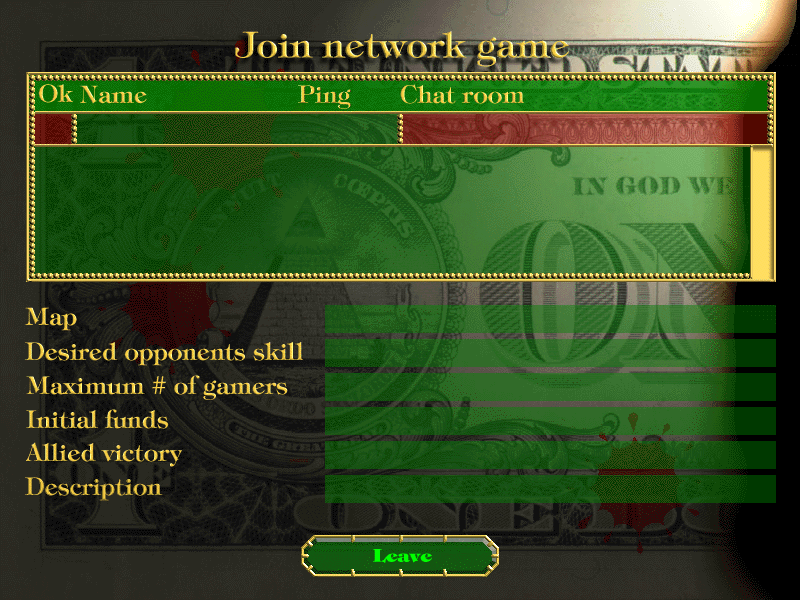 Join network game
Ok Name Ping Chat room
IN GOD WE
Map
Desired opponents skill
Maximum # of gamers
Initial funds
Allied victory
Description
Leave